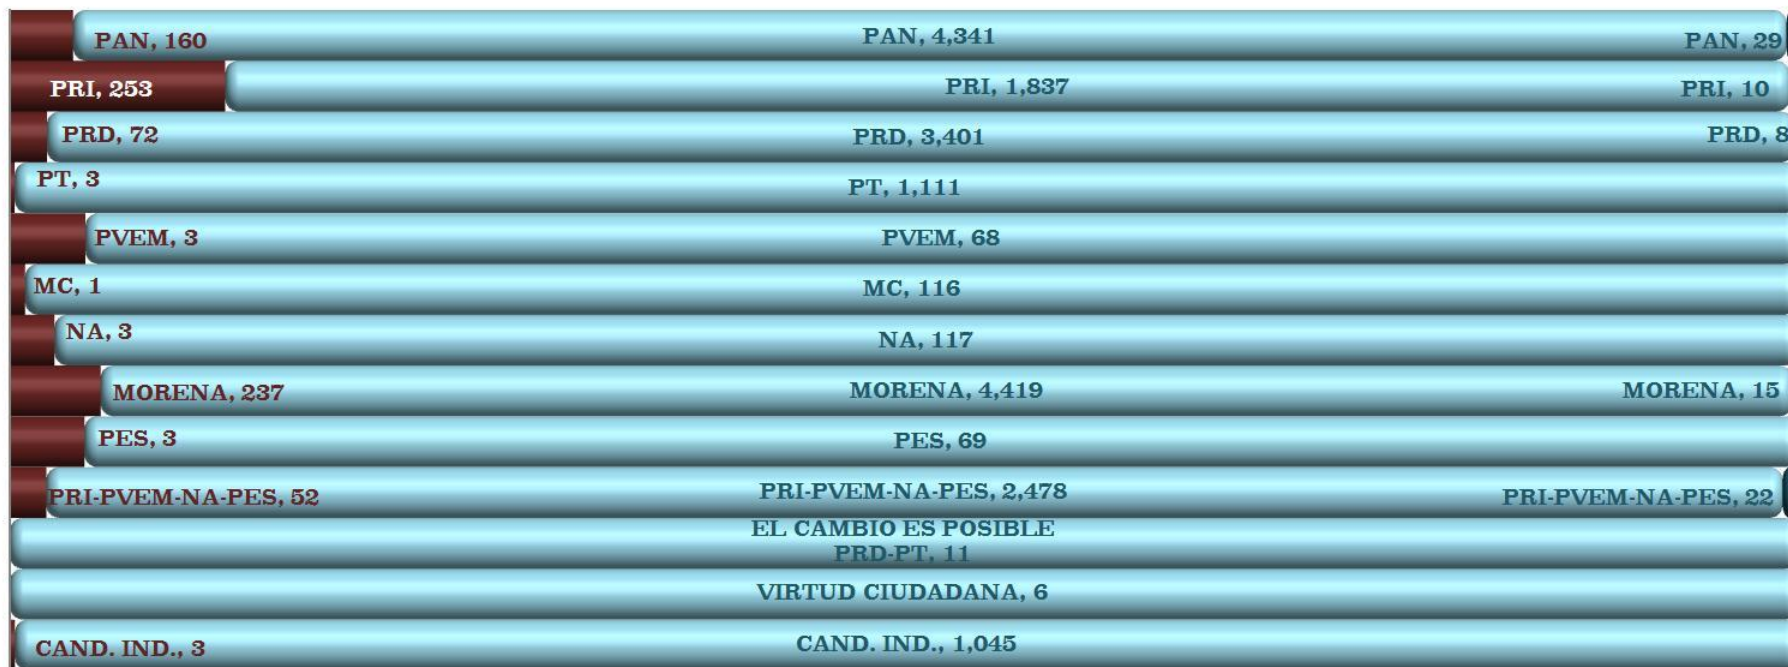 PAN, 160 PAN, 4,341 PAN, 29
PRI, 253 PRI, 1,837 PRI, 10
PRD, 72 PRD, 3,401 PRD, 8
PT, 3 PT, 1,111
PVEM, 3 PVEM, 68
MC, 1 MC, 116
NA, 3 NA, 117
MORENA, 237 MORENA, 4,419 MORENA, 15
PES, 3 PES, 69
PRI-PVEM-NA-PES, 52 PRI-PVEM-NA-PES, 2,478 PRI-PVEM-NA-PES, 22
EL CAMBIO ES POSIBLE
PRD-PT, 11
VIRTUD CIUDADANA, 6
CAND. IND., 3 CAND. IND., 1,045